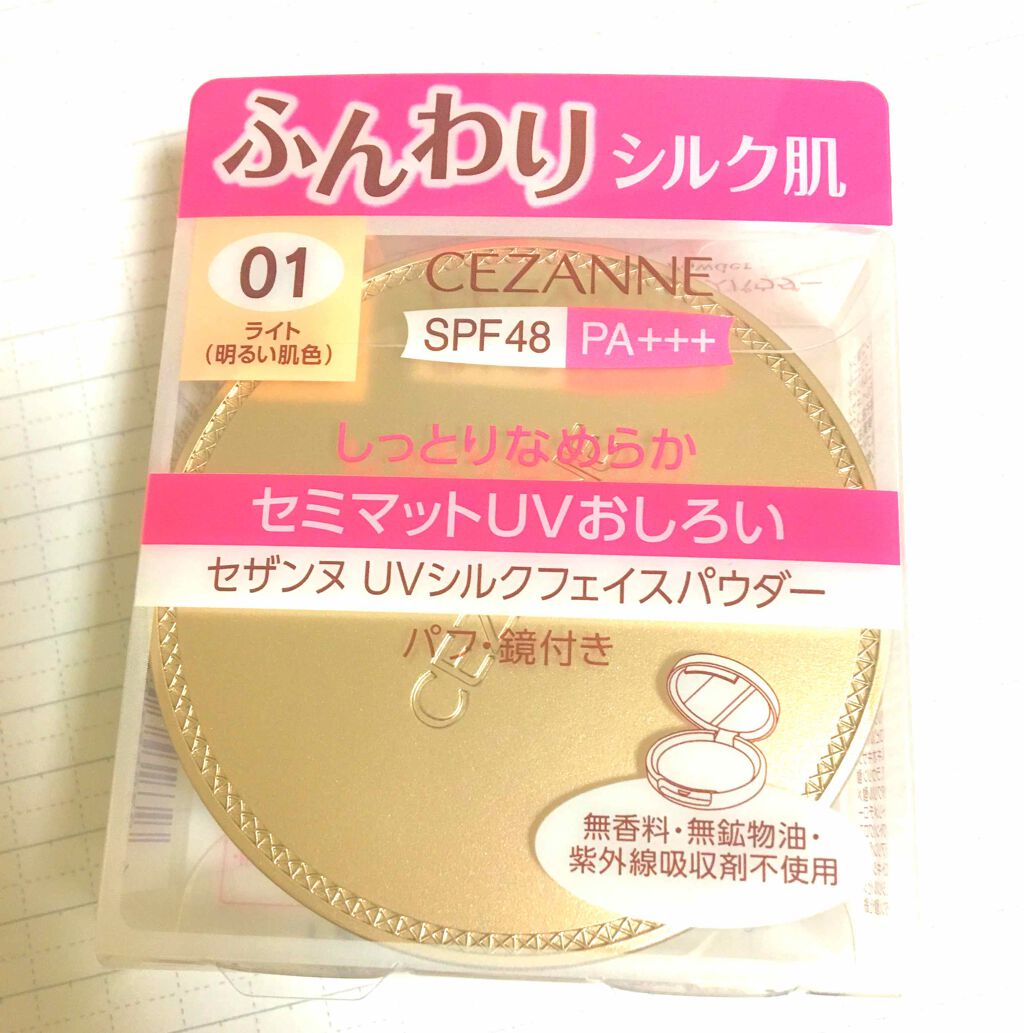 ふんわりシルク肌
01
ライト
(明るい肌色)
CEZANNE
SPF48 PA+++
しっとりなめらか
セミマットUVおしろい
セザンヌ UVシルクフェイスパウダー
パフ・鏡付き
CEZANNE
無香料・無鉱物油・
紫外線吸収剤不使用